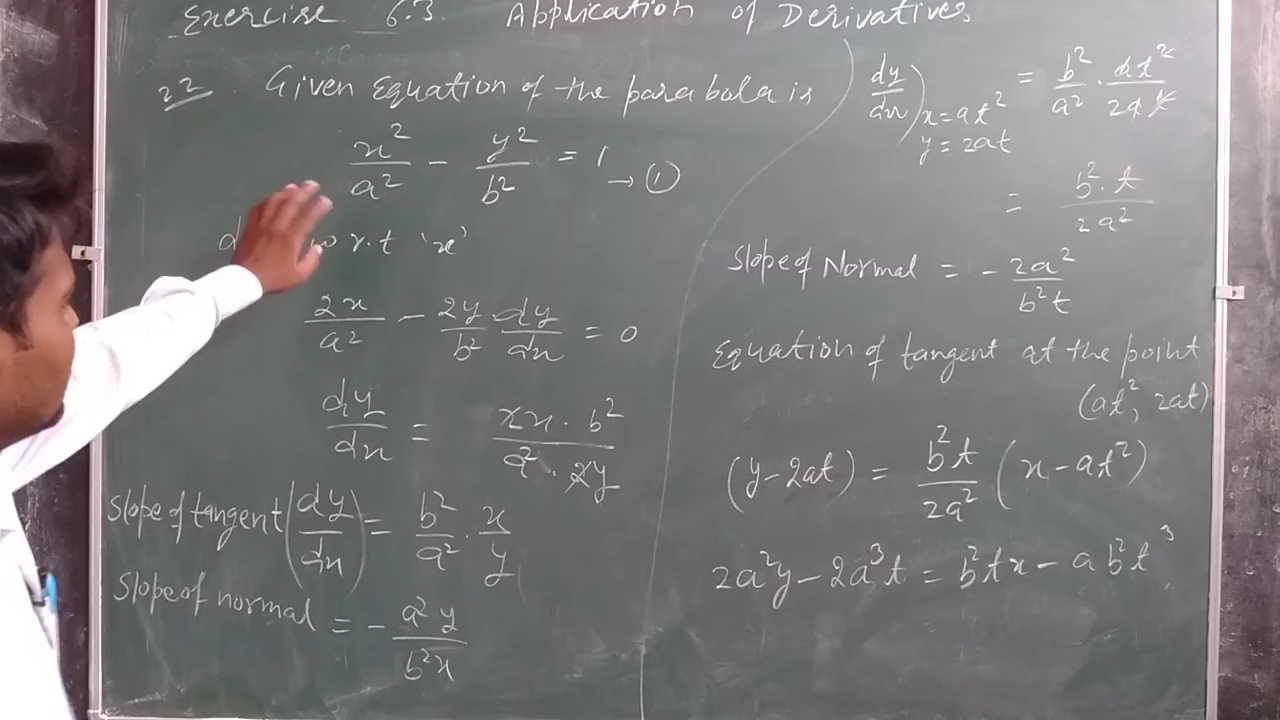 Exercise 6.3. Application of Derivatives
22. Given Equation of the parabola is
x²/a² - y²/b² = 1 → ①
w.r.t 'x'
2x/a² - 2y/b² · dy/dx = 0
dy/dx = 2x · b² / a² · 2y
Slope of tangent (dy/dx) = b²/a² · x/y
Slope of normal = - a²y / b²x
dy/dx) x=at² y=2at = b²/a² · at²/2at
= b²·t / 2a²
Slope of Normal = - 2a²/b²t
Equation of tangent at the point
(at², 2at)
(y-2at) = b²t/2a² (x-at²)
2a²y - 2a³t = b²tx - ab²t³